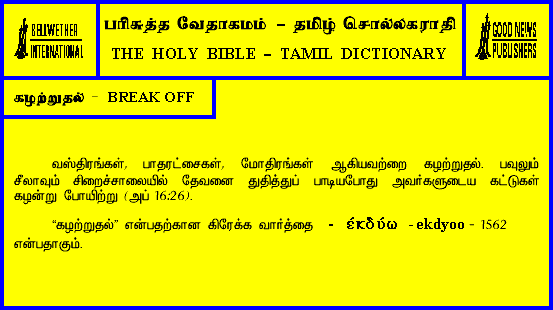 BELLWETHER
INTERNATIONAL
பரிசுத்த வேதாகமம் - தமிழ் சொல்லகராதி
THE HOLY BIBLE - TAMIL DICTIONARY
GOOD NEWS
PUBLISHERS
கழற்றுதல் - BREAK OFF
வஸ்திரங்கள், பாதரட்சைகள், மோதிரங்கள் ஆகியவற்றை கழற்றுதல். பவுலும்
சீலாவும் சிறைச்சாலையில் தேவனை துதித்துப் பாடியபோது அவர்களுடைய கட்டுகள்
கழன்று போயிற்று (அப் 16:26).
“கழற்றுதல்” என்பதற்கான கிரேக்க வார்த்தை - έκδύω - ekdyoo - 1562
என்பதாகும்.